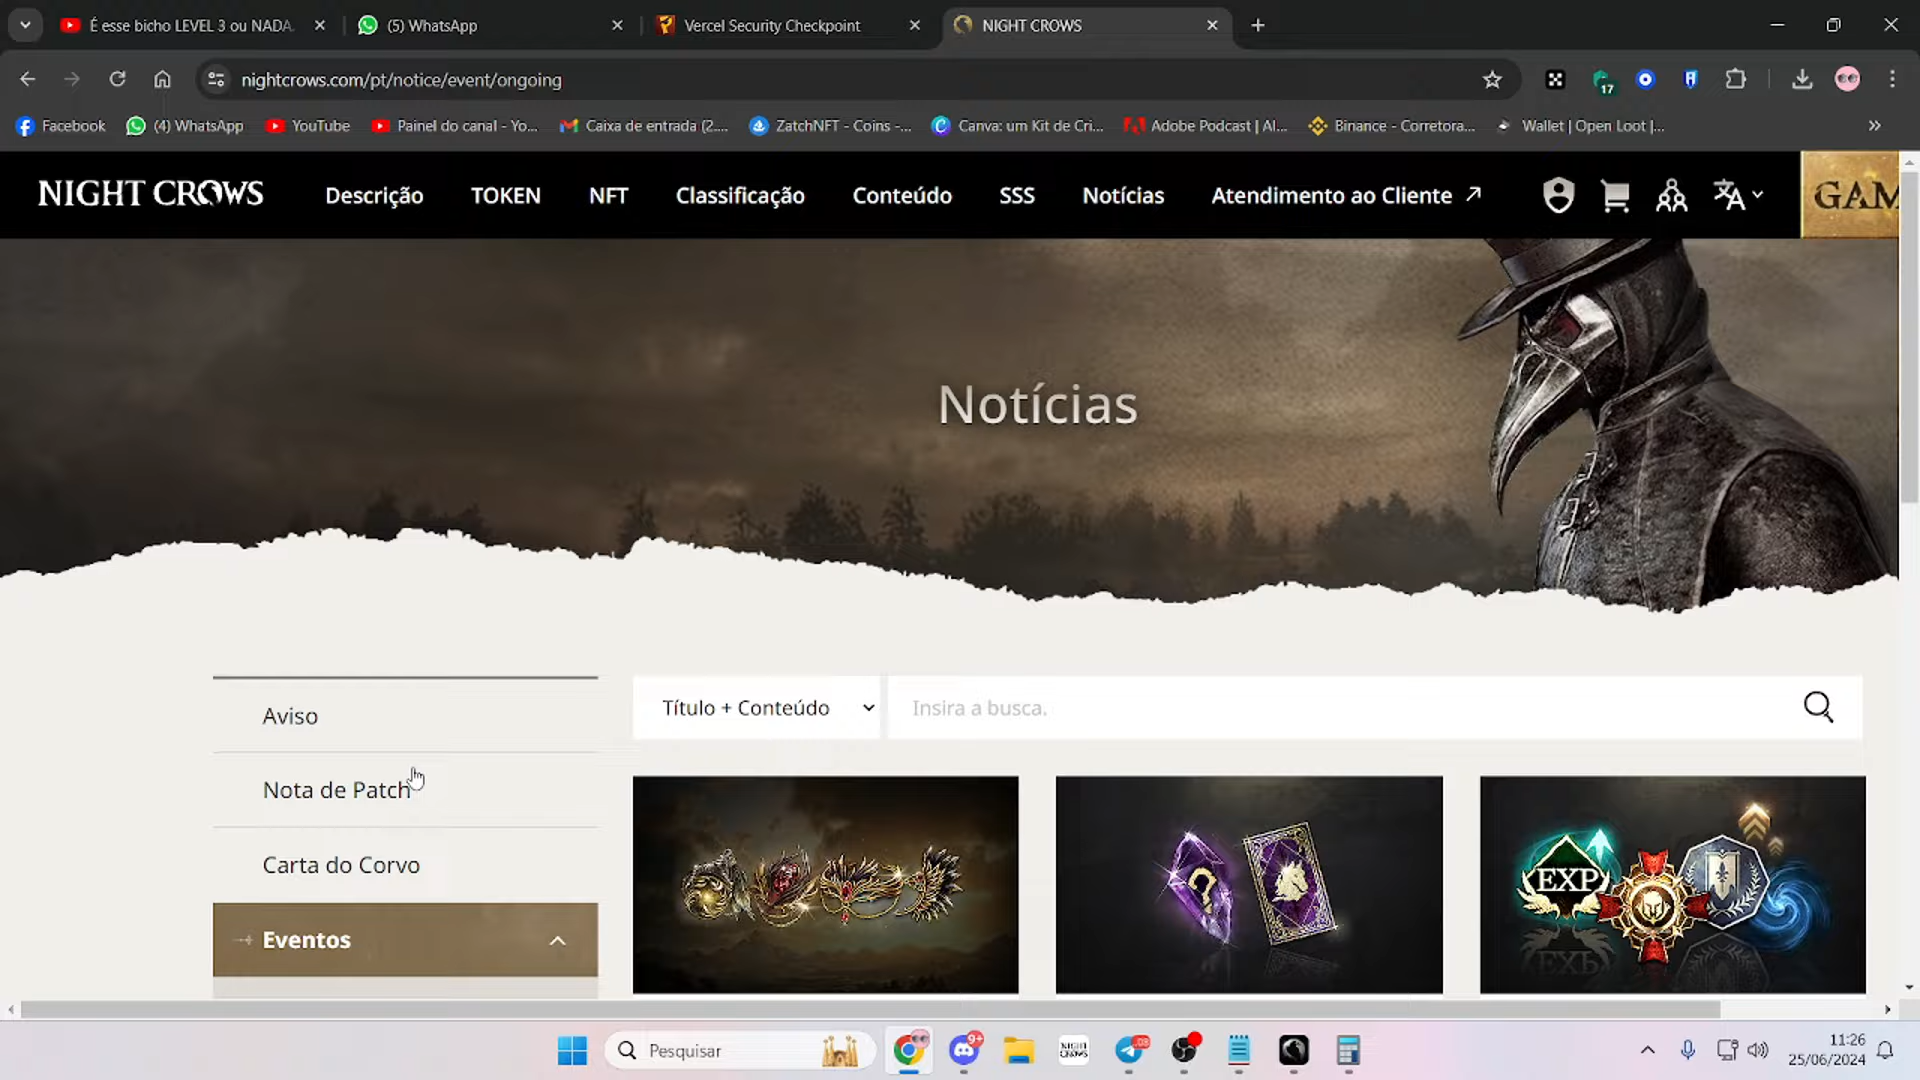 É esse bicho LEVEL 3 ou NADA.
(5) WhatsApp
Vercel Security Checkpoint
NIGHT CROWS
nightcrows.com/pt/notice/event/ongoing
17
Facebook
(4) WhatsApp
YouTube
Painel do canal - Yo...
Caixa de entrada (2....
ZatchNFT - Coins -...
Canva: um Kit de Cri...
Adobe Podcast | AI...
Binance - Corretora...
Wallet | Open Loot |...
NIGHT CROWS
Descrição
TOKEN
NFT
Classificação
Conteúdo
SSS
Notícias
Atendimento ao Cliente
GAM
Notícias
Aviso
Nota de Patch
Carta do Corvo
Eventos
Título + Conteúdo
Insira a busca.
EXP
Pesquisar
9+
NIGHT CROWS
11:26
25/06/2024